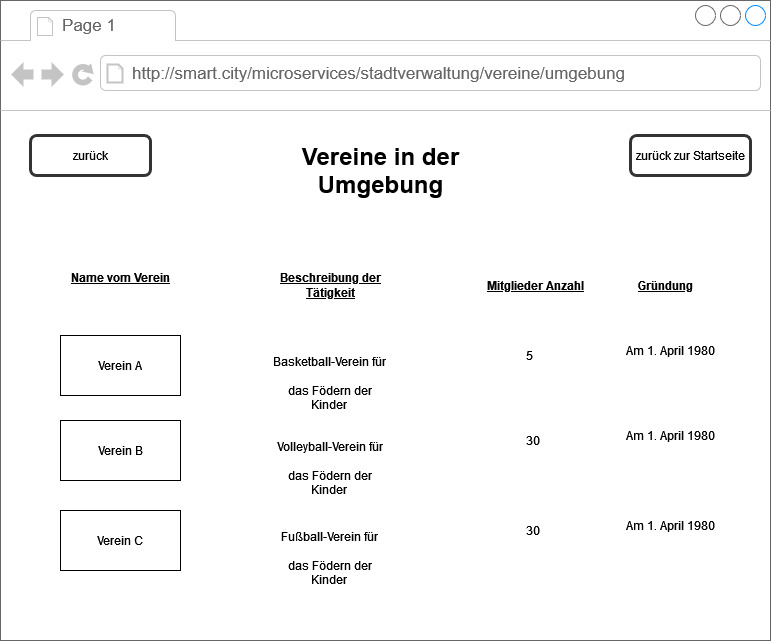 Page 1
http://smart.city/microservices/stadtverwaltung/vereine/umgebung
zurück
Vereine in der
Umgebung
zurück zur Startseite
Name vom Verein
Beschreibung der
Tätigkeit
Mitglieder Anzahl
Gründung
Verein A
Basketball-Verein für
das Födern der
Kinder
5
Am 1. April 1980
Verein B
Volleyball-Verein für
das Födern der
Kinder
30
Am 1. April 1980
Verein C
Fußball-Verein für
das Födern der
Kinder
30
Am 1. April 1980